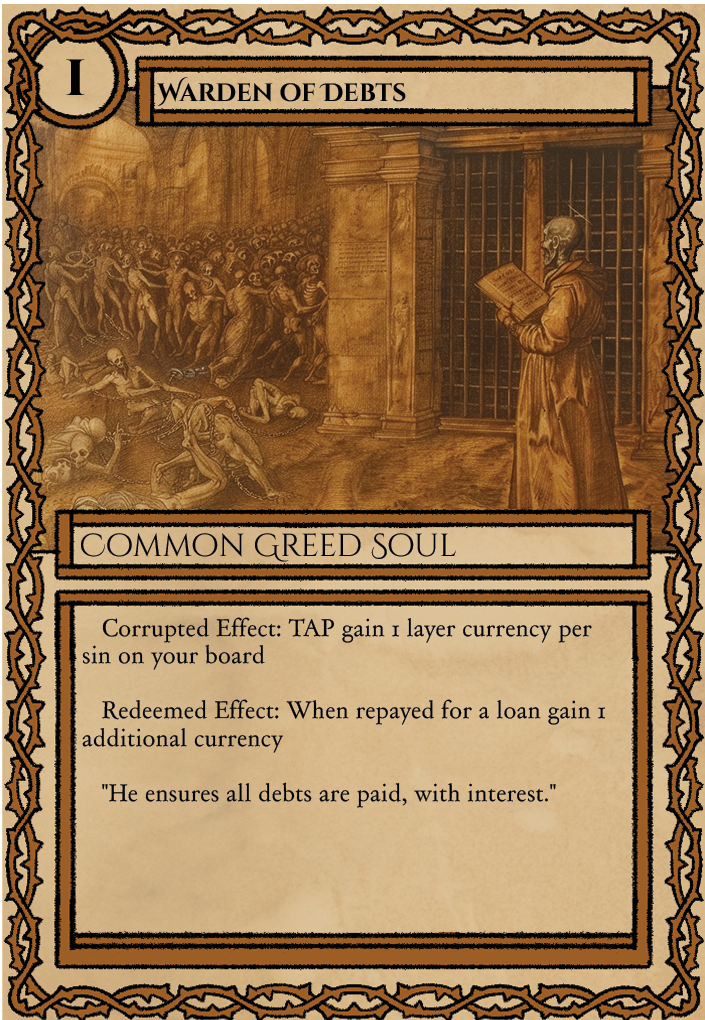 I
Warden of Debts
Common Greed Soul
Corrupted Effect: TAP gain 1 layer currency per
sin on your board
Redeemed Effect: When repayed for a loan gain 1
additional currency
"He ensures all debts are paid, with interest."